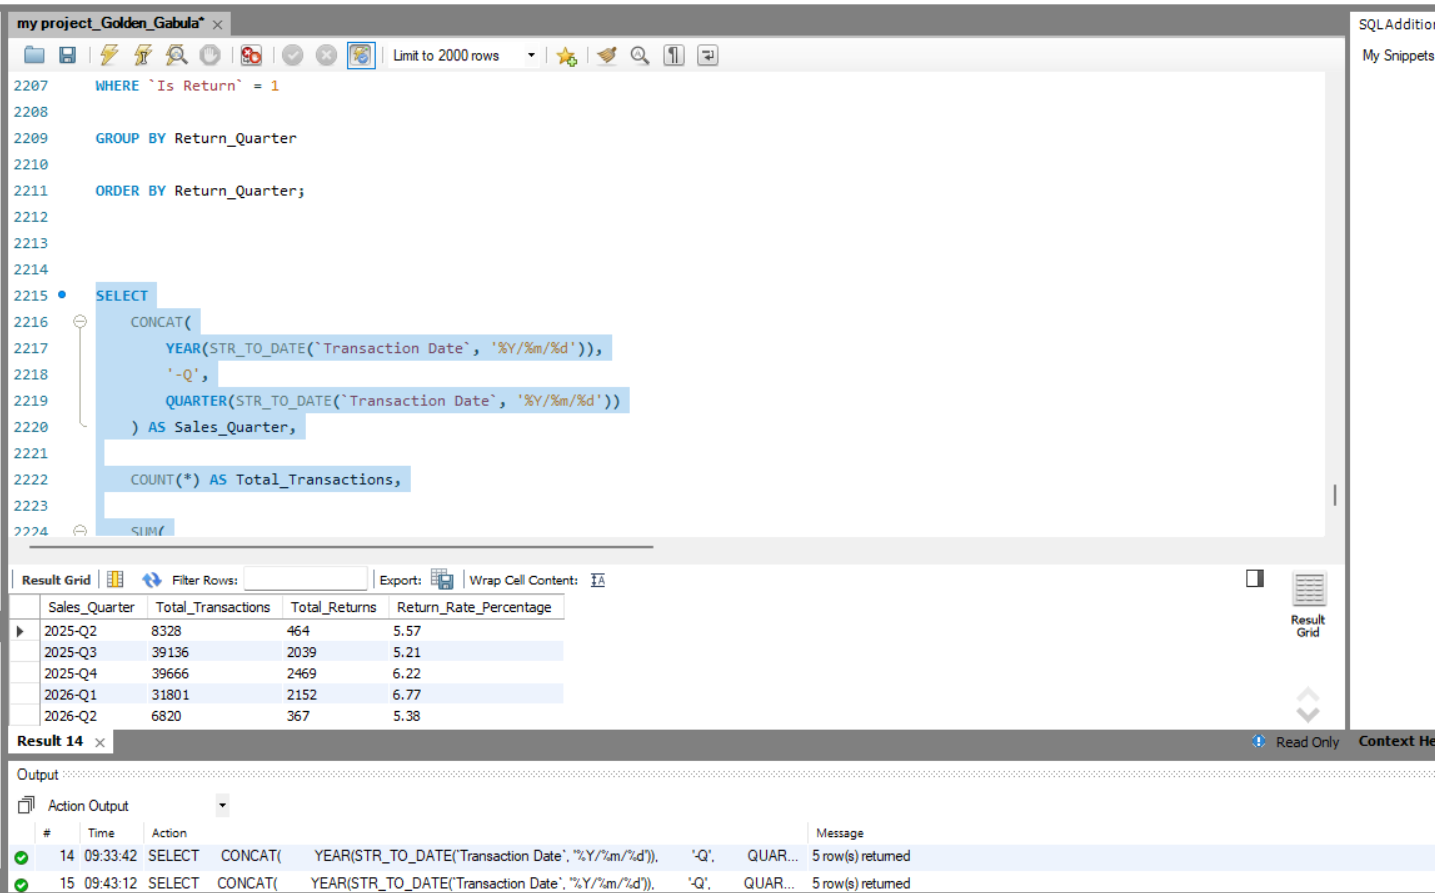 my project_Golden_Gabula* ×
SQLAddition
Limit to 2000 rows
My Snippets
2207 WHERE `Is Return` = 1
2208
2209 GROUP BY Return_Quarter
2210
2211 ORDER BY Return_Quarter;
2212
2213
2214
2215 SELECT
2216 CONCAT(
2217 YEAR(STR_TO_DATE(`Transaction Date`, '%Y/%m/%d')),
2218 '-Q',
2219 QUARTER(STR_TO_DATE(`Transaction Date`, '%Y/%m/%d'))
2220 ) AS Sales_Quarter,
2221
2222 COUNT(*) AS Total_Transactions,
2223
2224 SUM(
Result Grid Filter Rows: Export: Wrap Cell Content: IA
Sales_Quarter Total_Transactions Total_Returns Return_Rate_Percentage
2025-Q2 8328 464 5.57
2025-Q3 39136 2039 5.21
2025-Q4 39666 2469 6.22
2026-Q1 31801 2152 6.77
2026-Q2 6820 367 5.38
Result
Grid
Result 14 ×
Read Only Context He
Output
Action Output
# Time Action Message
14 09:33:42 SELECT CONCAT( YEAR(STR_TO_DATE(`Transaction Date`, '%Y/%m/%d')), '-Q', QUAR... 5 row(s) returned
15 09:43:12 SELECT CONCAT( YEAR(STR_TO_DATE(`Transaction Date`, '%Y/%m/%d')), '-Q', QUAR... 5 row(s) returned